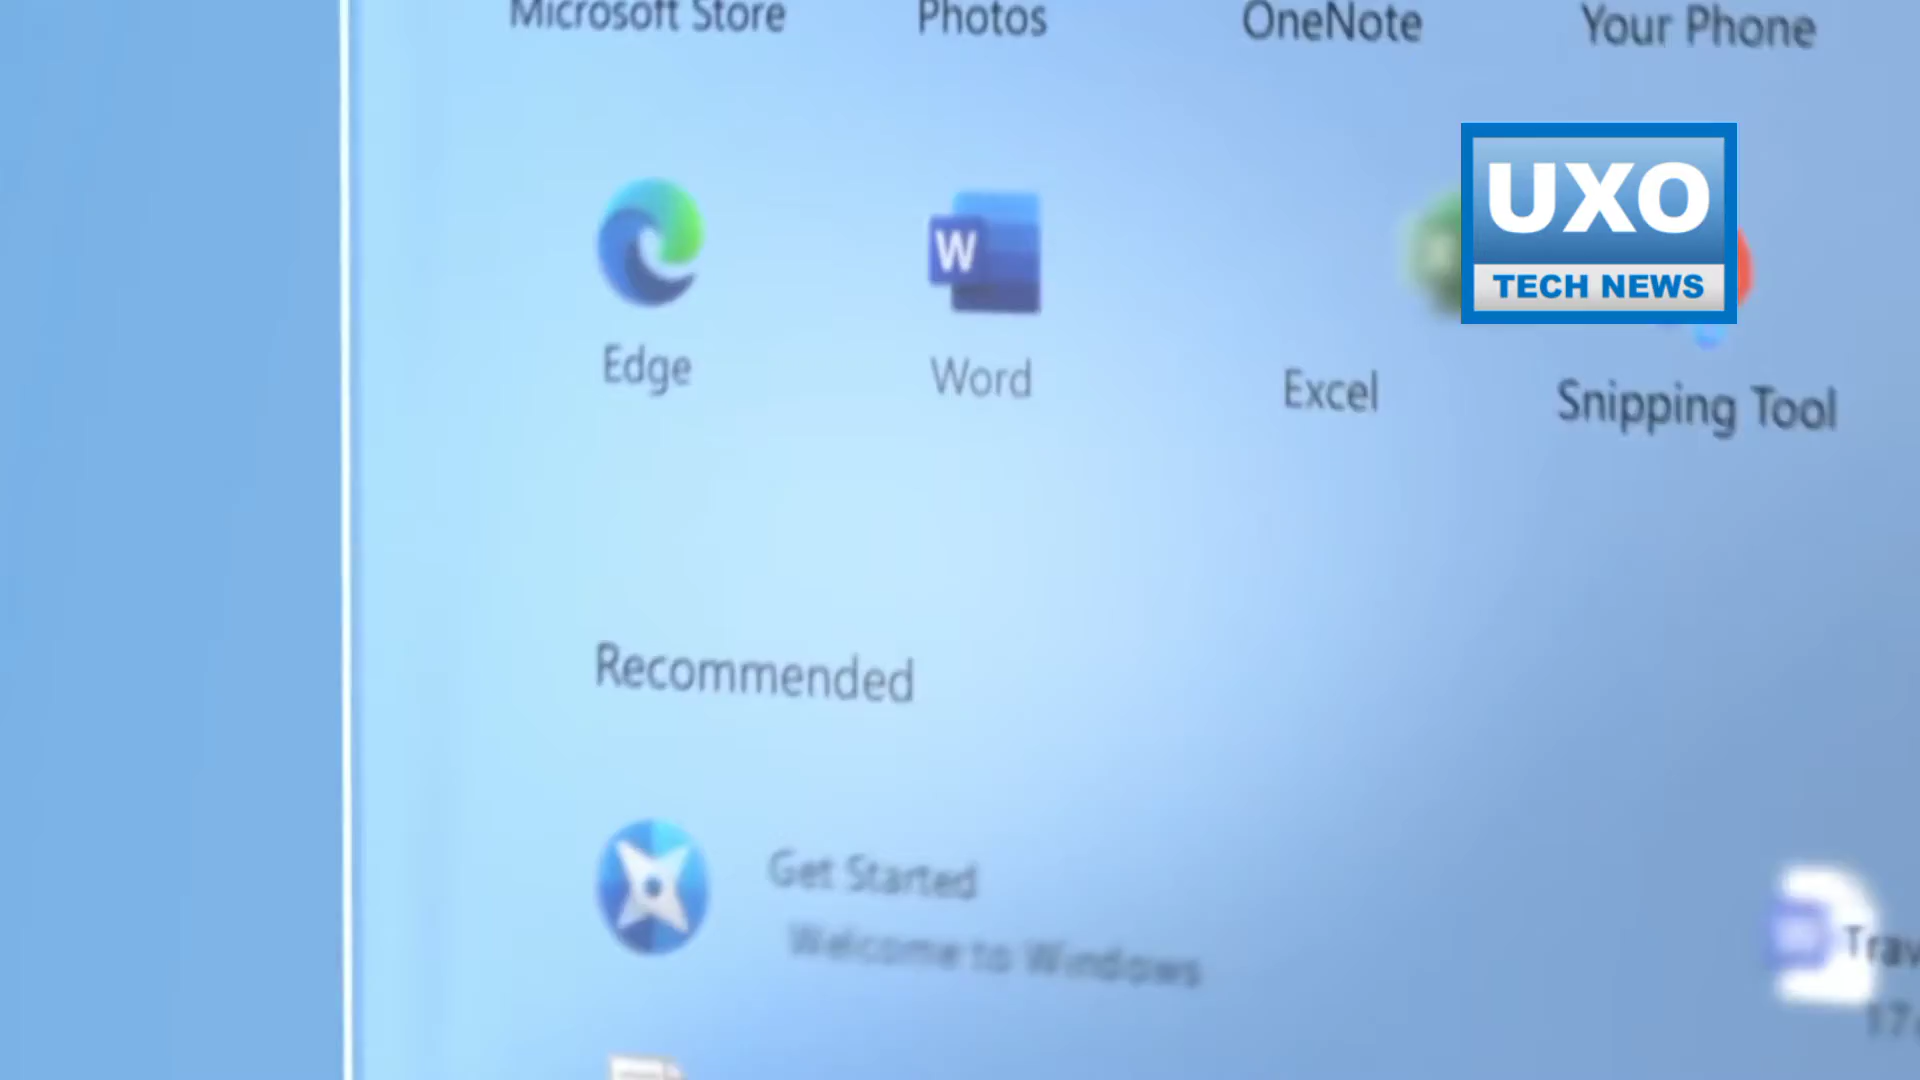 Microsoft Store
Photos
OneNote
Your Phone
UXO
TECH NEWS
W
Edge
Word
Excel
Snipping Tool
Recommended
Get Started
Welcome to Windows